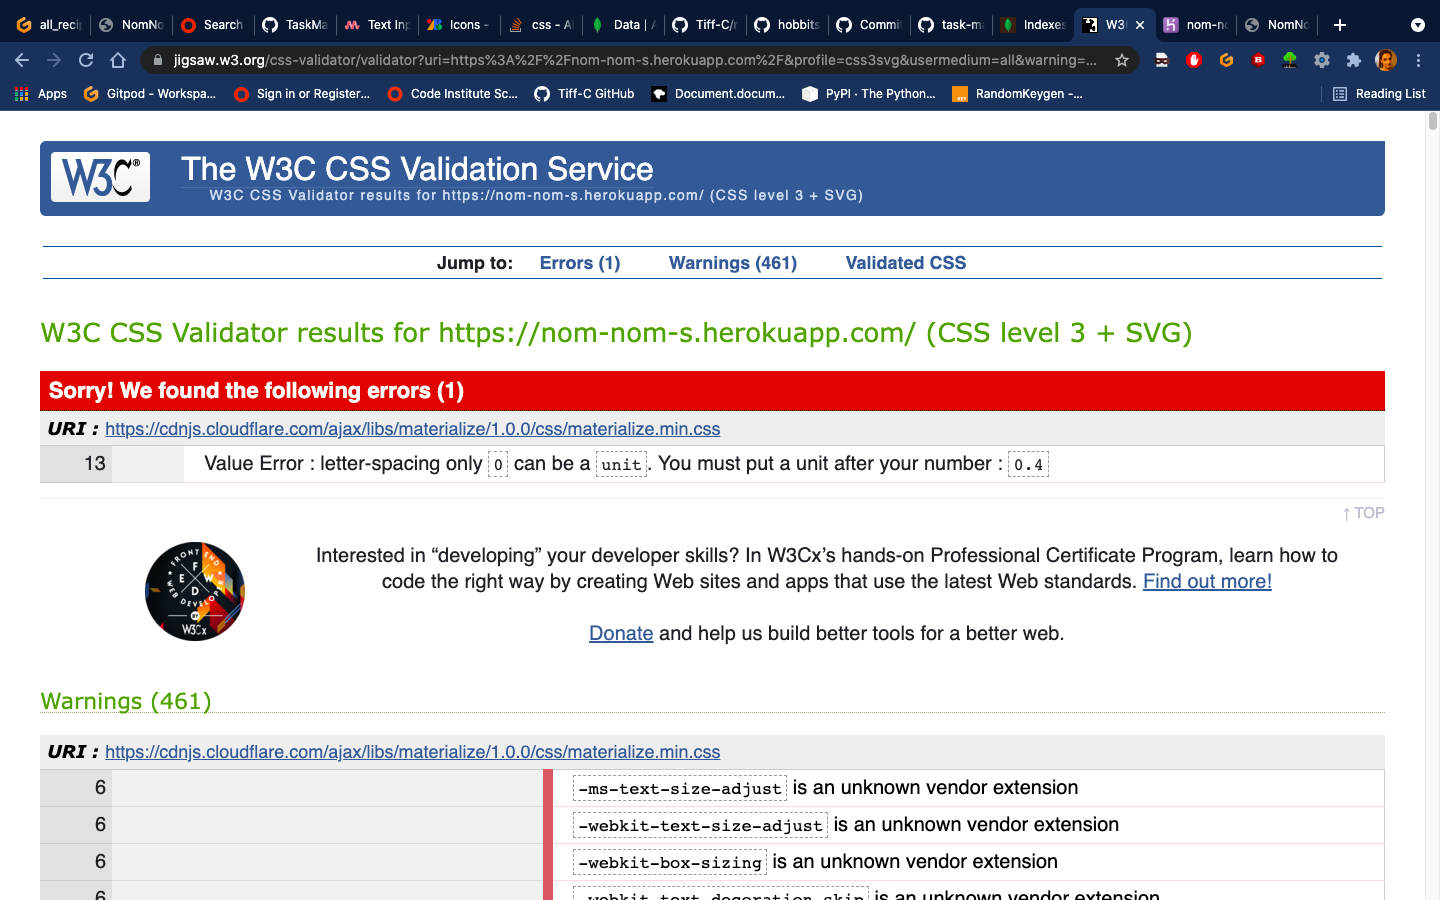 all_recip NomNo Search TaskMa Text Inp Icons - css - Al Data | A Tiff-C/n hobbits Commit task-ma Indexes W3C nom-no NomNo
jigsaw.w3.org/css-validator/validator?uri=https%3A%2F%2Fnom-nom-s.herokuapp.com%2F&profile=css3svg&usermedium=all&warning=...
Apps Gitpod - Workspa... Sign in or Register... Code Institute Sc... Tiff-C GitHub Document.docum... PyPI · The Python... RandomKeygen -... Reading List
W3C® The W3C CSS Validation Service
W3C CSS Validator results for https://nom-nom-s.herokuapp.com/ (CSS level 3 + SVG)
Jump to: Errors (1) Warnings (461) Validated CSS
W3C CSS Validator results for https://nom-nom-s.herokuapp.com/ (CSS level 3 + SVG)
Sorry! We found the following errors (1)
URI : https://cdnjs.cloudflare.com/ajax/libs/materialize/1.0.0/css/materialize.min.css
13 Value Error : letter-spacing only 0 can be a unit. You must put a unit after your number : 0.4
↑ TOP
FRONT END
WEB DEVELOP
F E W D
W3Cx
Interested in “developing” your developer skills? In W3Cx’s hands-on Professional Certificate Program, learn how to
code the right way by creating Web sites and apps that use the latest Web standards. Find out more!
Donate and help us build better tools for a better web.
Warnings (461)
URI : https://cdnjs.cloudflare.com/ajax/libs/materialize/1.0.0/css/materialize.min.css
6 -ms-text-size-adjust is an unknown vendor extension
6 -webkit-text-size-adjust is an unknown vendor extension
6 -webkit-box-sizing is an unknown vendor extension
6 -webkit-text-decoration-skip is an unknown vendor extension